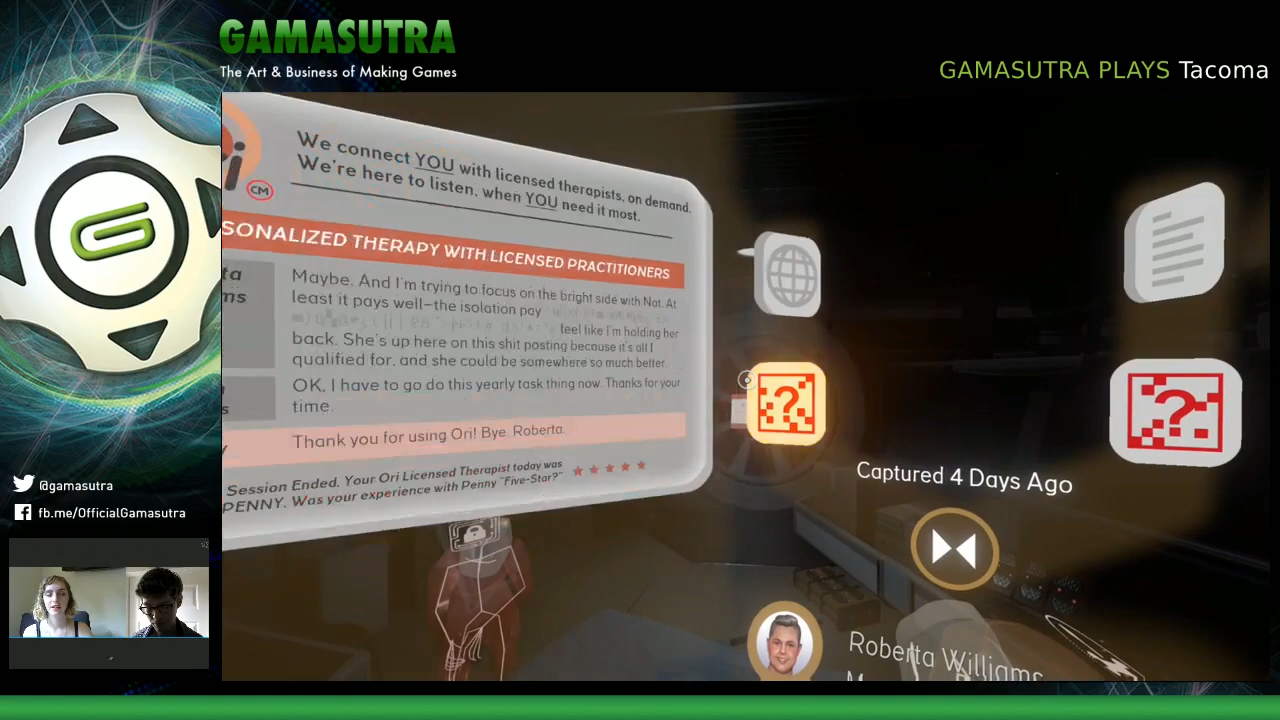 GAMASUTRA
The Art & Business of Making Games
GAMASUTRA PLAYS Tacoma
We connect YOU with licensed therapists, on demand.
We're here to listen, when YOU need it most.
CM
SONALIZED THERAPY WITH LICENSED PRACTITIONERS
ta
ms
Maybe. And I'm trying to focus on the bright side with Nat. At
least it pays well—the isolation pay
feel like I'm holding her
back. She's up here on this shit posting because it's all I
qualified for, and she could be somewhere so much better.
s
OK, I have to go do this yearly task thing now. Thanks for your
time.
Thank you for using Ori! Bye, Roberta.
Session Ended. Your Ori Licensed Therapist today was
PENNY. Was your experience with Penny "Five-Star?"
Captured 4 Days Ago
Roberta Williams
@gamasutra
fb.me/OfficialGamasutra